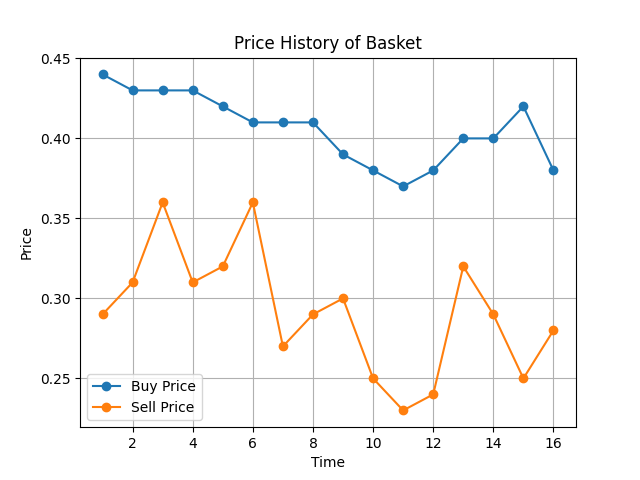 Price History of Basket
0.45
0.40
0.35
0.30
0.25
Price
Buy Price
Sell Price
2 4 6 8 10 12 14 16
Time